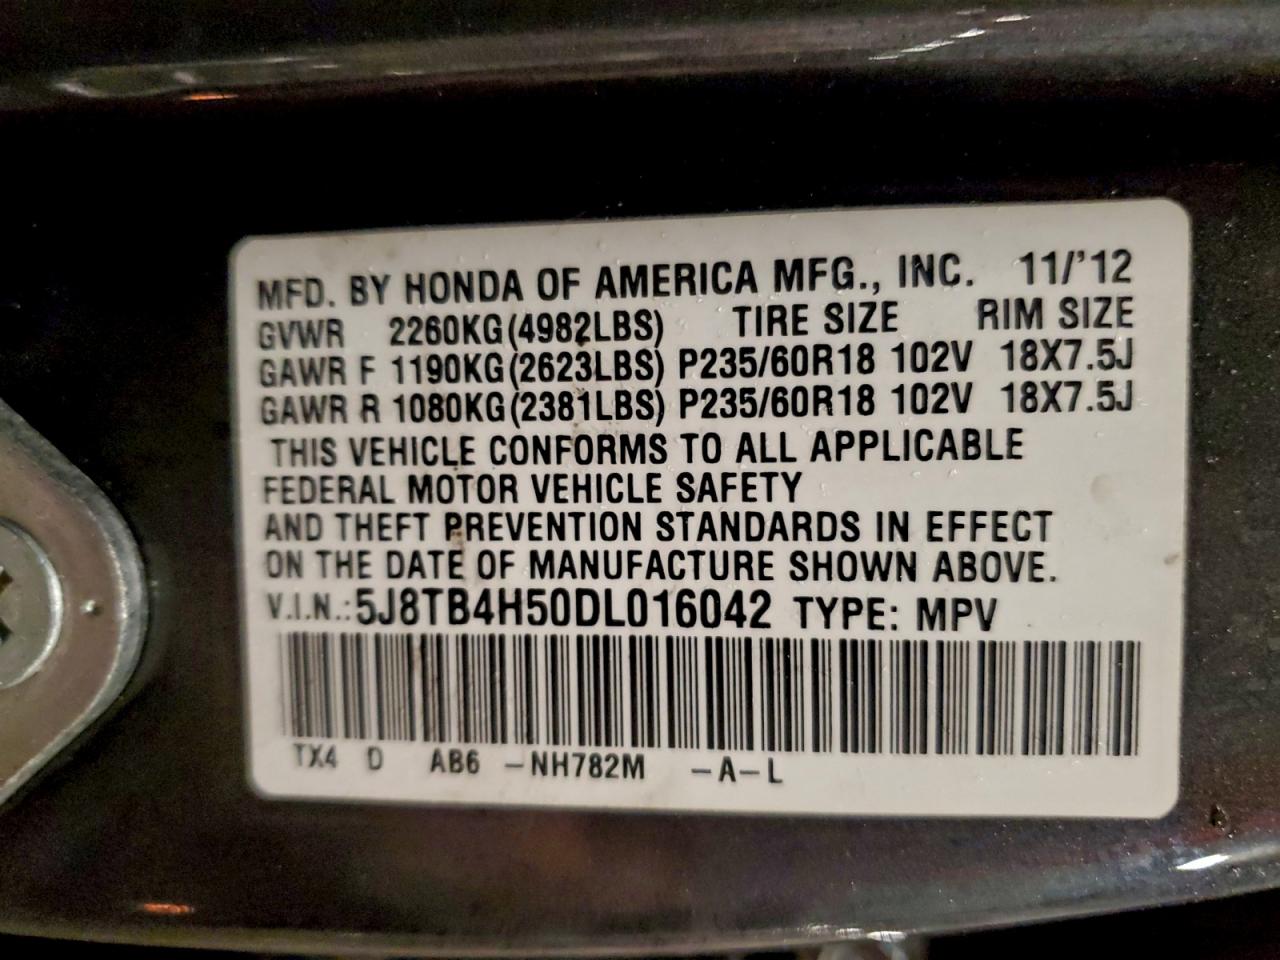 MFD. BY HONDA OF AMERICA MFG., INC. 11/'12
GVWR 2260KG(4982LBS) TIRE SIZE RIM SIZE
GAWR F 1190KG(2623LBS) P235/60R18 102V 18X7.5J
GAWR R 1080KG(2381LBS) P235/60R18 102V 18X7.5J
THIS VEHICLE CONFORMS TO ALL APPLICABLE
FEDERAL MOTOR VEHICLE SAFETY
AND THEFT PREVENTION STANDARDS IN EFFECT
ON THE DATE OF MANUFACTURE SHOWN ABOVE.
V.I.N.:5J8TB4H50DL016042 TYPE: MPV
TX4 D AB6 -NH782M -A-L